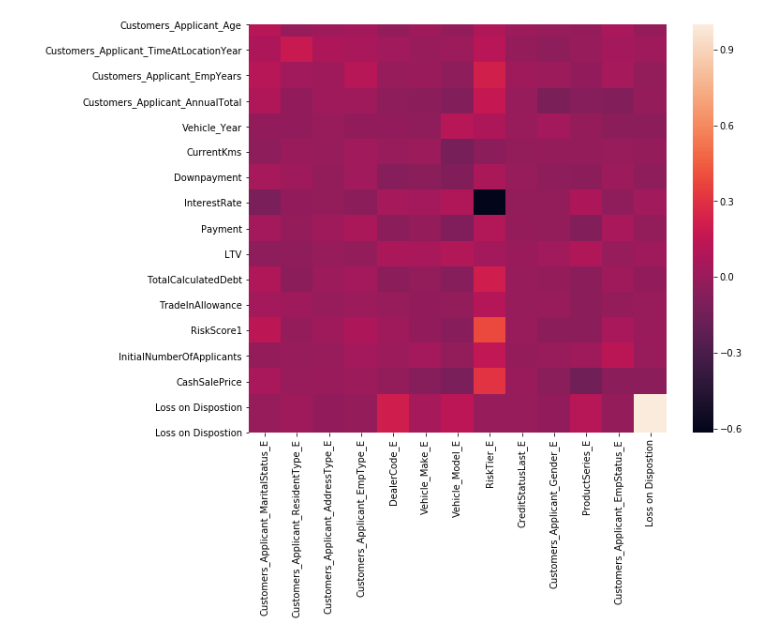 Customers_Applicant_Age
Customers_Applicant_TimeAtLocationYear
Customers_Applicant_EmpYears
Customers_Applicant_AnnualTotal
Vehicle_Year
CurrentKms
Downpayment
InterestRate
Payment
LTV
TotalCalculatedDebt
TradeInAllowance
RiskScore1
InitialNumberOfApplicants
CashSalePrice
Loss on Dispostion
Loss on Dispostion
Customers_Applicant_MaritalStatus_E
Customers_Applicant_ResidentType_E
Customers_Applicant_AddressType_E
Customers_Applicant_EmpType_E
DealerCode_E
Vehicle_Make_E
Vehicle_Model_E
RiskTier_E
CreditStatusLast_E
Customers_Applicant_Gender_E
ProductSeries_E
Customers_Applicant_EmpStatus_E
Loss on Dispostion
0.9
0.6
0.3
0.0
−0.3
−0.6